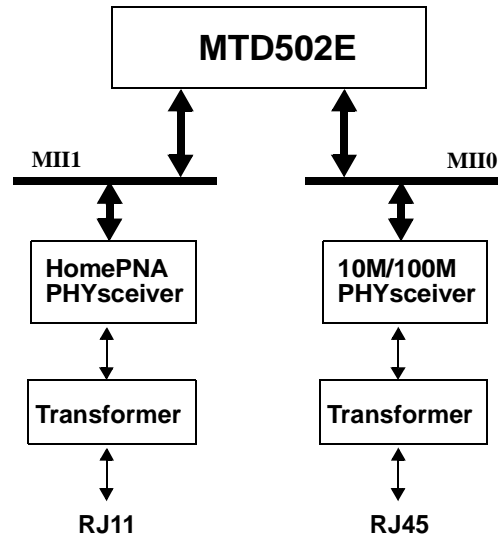 MTD502E
MII1
MII0
HomePNA
PHYsceiver
10M/100M
PHYsceiver
Transformer
Transformer
RJ11
RJ45